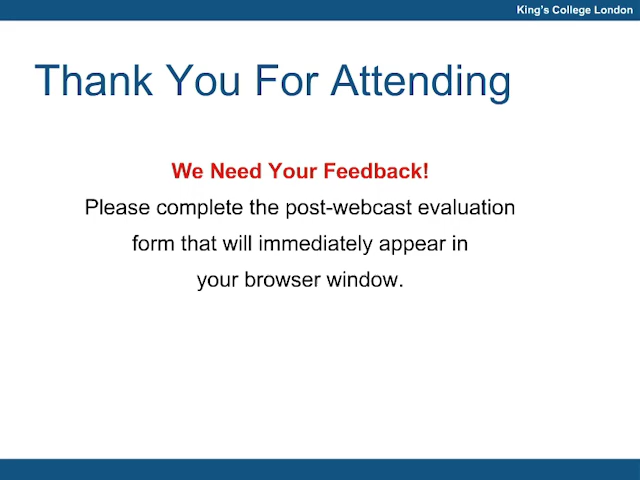 King's College London
Thank You For Attending
We Need Your Feedback!
Please complete the post-webcast evaluation
form that will immediately appear in
your browser window.